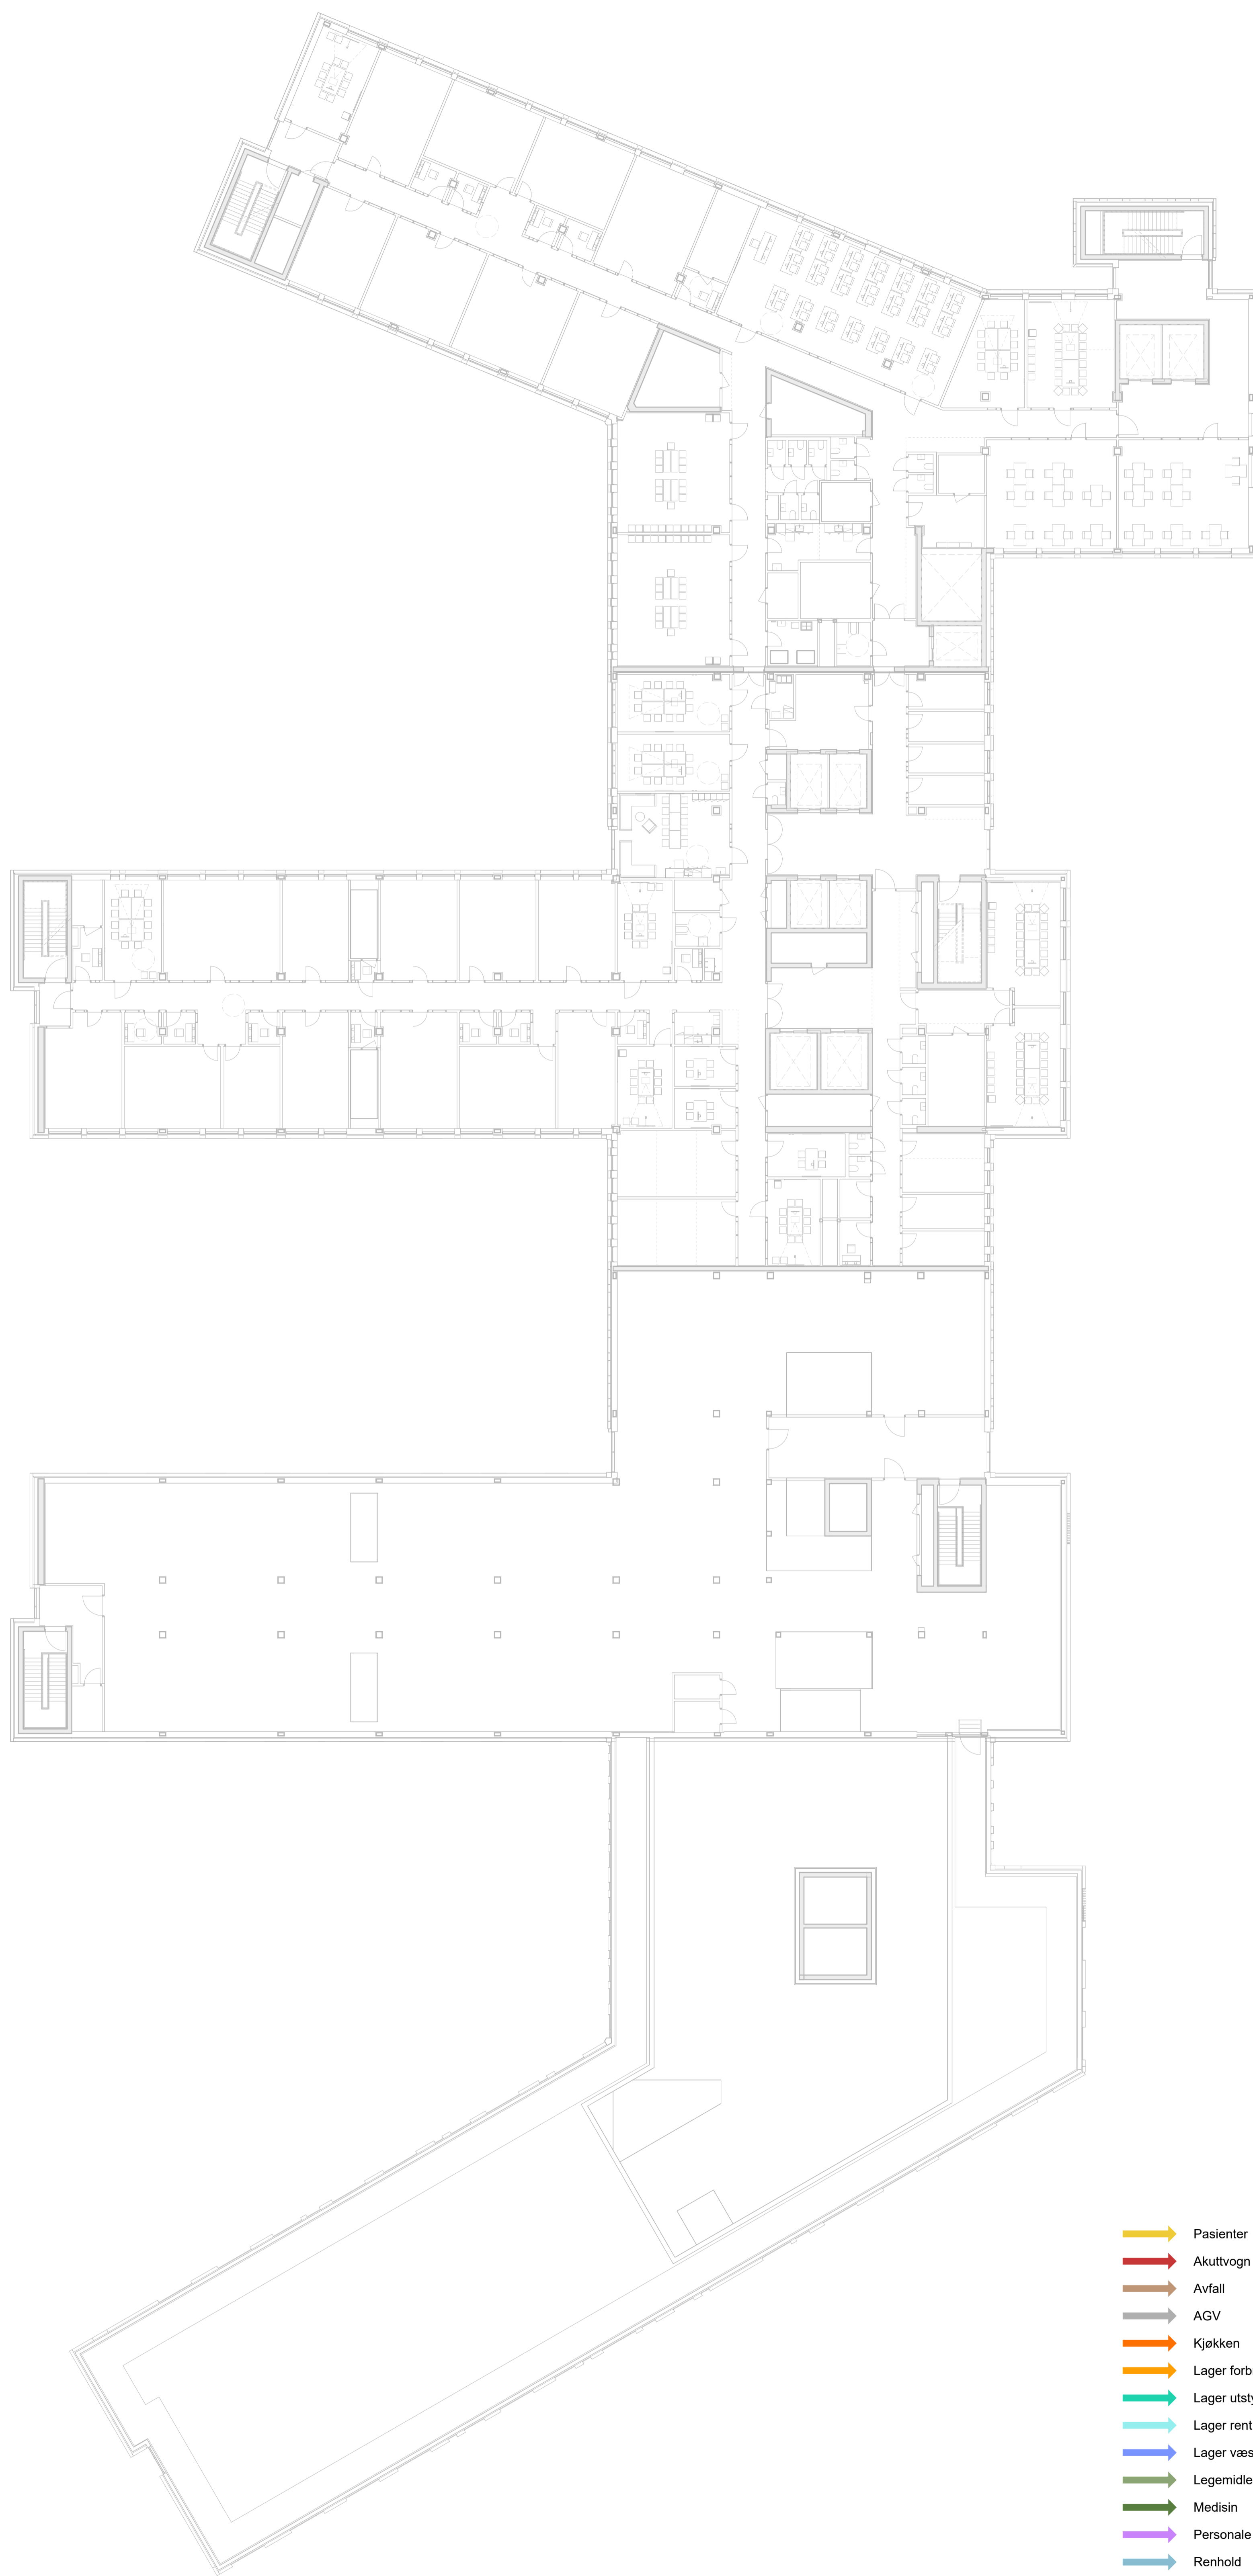 Pasienter
Akuttvogn
Avfall
AGV
Kjøkken
Lager forb
Lager utsty
Lager rent
Lager væs
Legemidle
Medisin
Personale
Renhold